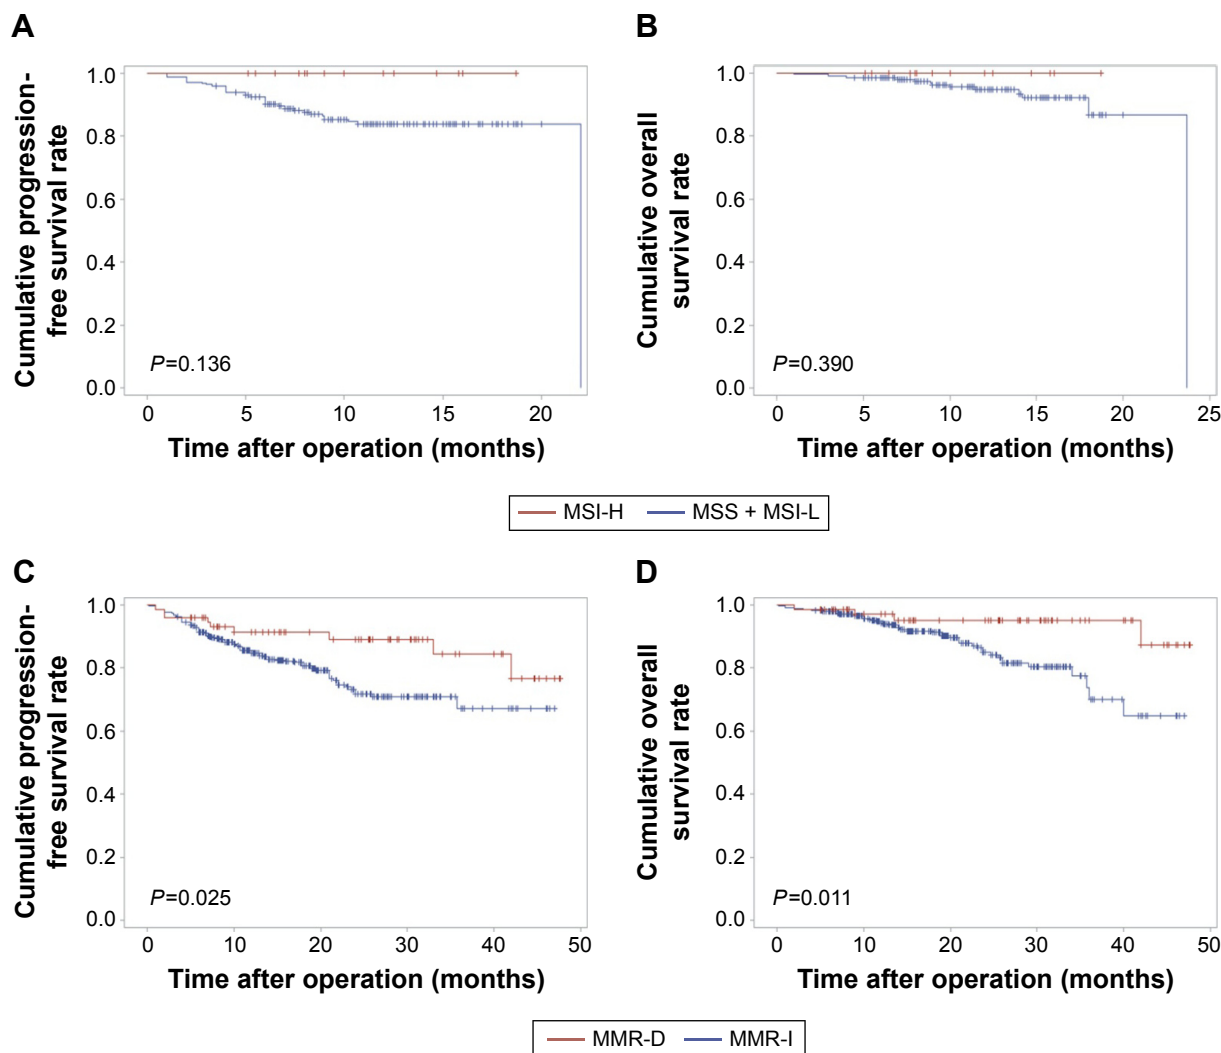 A
Cumulative progression-
free survival rate
1.0
0.8
0.6
0.4
0.2
0.0
P=0.136
0 5 10 15 20
Time after operation (months)
B
Cumulative overall
survival rate
1.0
0.8
0.6
0.4
0.2
0.0
P=0.390
0 5 10 15 20 25
Time after operation (months)
MSI-H MSS + MSI-L
C
Cumulative progression-
free survival rate
1.0
0.8
0.6
0.4
0.2
0.0
P=0.025
0 10 20 30 40 50
Time after operation (months)
D
Cumulative overall
survival rate
1.0
0.8
0.6
0.4
0.2
0.0
P=0.011
0 10 20 30 40 50
Time after operation (months)
MMR-D MMR-I